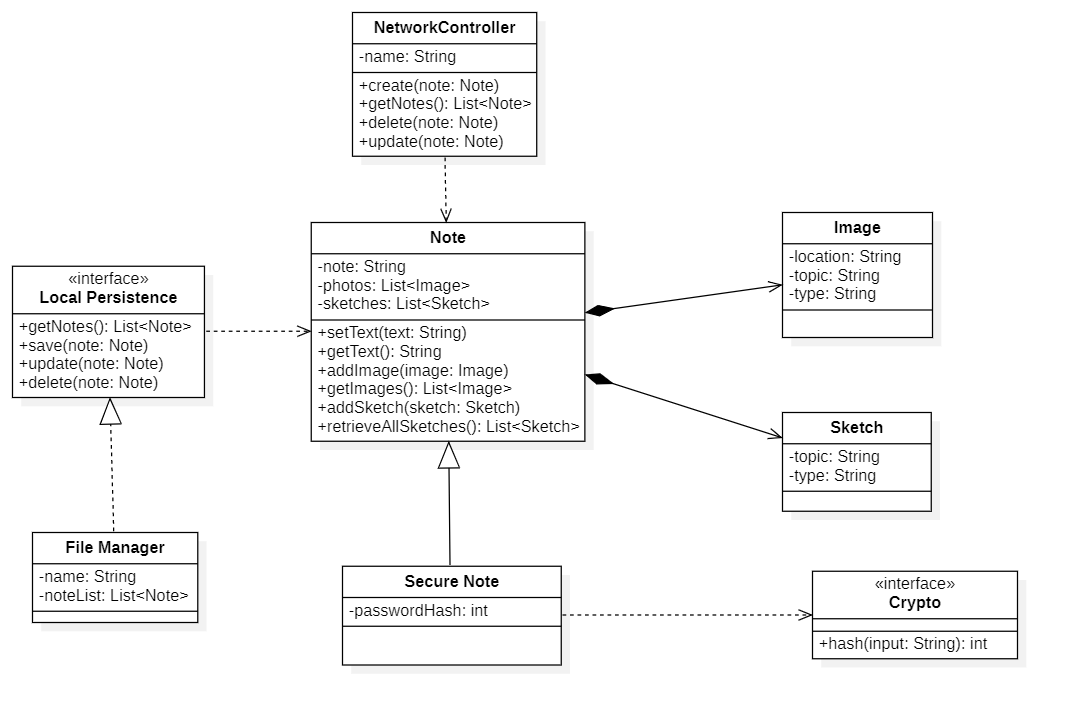 NetworkController
-name: String
+create(note: Note)
+getNotes(): List<Note>
+delete(note: Note)
+update(note: Note)
«interface»
Local Persistence
+getNotes(): List<Note>
+save(note: Note)
+update(note: Note)
+delete(note: Note)
Note
-note: String
-photos: List<Image>
-sketches: List<Sketch>
+setText(text: String)
+getText(): String
+addImage(image: Image)
+getImages(): List<Image>
+addSketch(sketch: Sketch)
+retrieveAllSketches(): List<Sketch>
Image
-location: String
-topic: String
-type: String
Sketch
-topic: String
-type: String
File Manager
-name: String
-noteList: List<Note>
Secure Note
-passwordHash: int
«interface»
Crypto
+hash(input: String): int